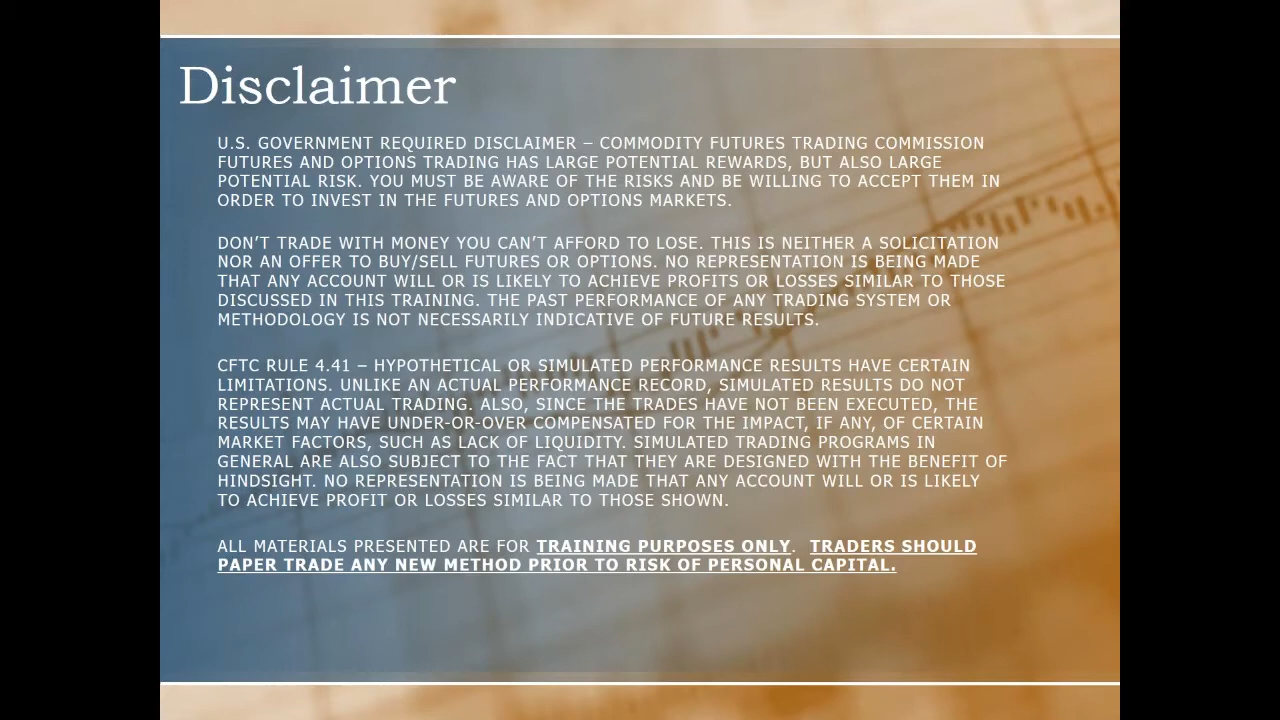 Disclaimer
U.S. GOVERNMENT REQUIRED DISCLAIMER – COMMODITY FUTURES TRADING COMMISSION
FUTURES AND OPTIONS TRADING HAS LARGE POTENTIAL REWARDS, BUT ALSO LARGE
POTENTIAL RISK. YOU MUST BE AWARE OF THE RISKS AND BE WILLING TO ACCEPT THEM IN
ORDER TO INVEST IN THE FUTURES AND OPTIONS MARKETS.
DON’T TRADE WITH MONEY YOU CAN’T AFFORD TO LOSE. THIS IS NEITHER A SOLICITATION
NOR AN OFFER TO BUY/SELL FUTURES OR OPTIONS. NO REPRESENTATION IS BEING MADE
THAT ANY ACCOUNT WILL OR IS LIKELY TO ACHIEVE PROFITS OR LOSSES SIMILAR TO THOSE
DISCUSSED IN THIS TRAINING. THE PAST PERFORMANCE OF ANY TRADING SYSTEM OR
METHODOLOGY IS NOT NECESSARILY INDICATIVE OF FUTURE RESULTS.
CFTC RULE 4.41 – HYPOTHETICAL OR SIMULATED PERFORMANCE RESULTS HAVE CERTAIN
LIMITATIONS. UNLIKE AN ACTUAL PERFORMANCE RECORD, SIMULATED RESULTS DO NOT
REPRESENT ACTUAL TRADING. ALSO, SINCE THE TRADES HAVE NOT BEEN EXECUTED, THE
RESULTS MAY HAVE UNDER-OR-OVER COMPENSATED FOR THE IMPACT, IF ANY, OF CERTAIN
MARKET FACTORS, SUCH AS LACK OF LIQUIDITY. SIMULATED TRADING PROGRAMS IN
GENERAL ARE ALSO SUBJECT TO THE FACT THAT THEY ARE DESIGNED WITH THE BENEFIT OF
HINDSIGHT. NO REPRESENTATION IS BEING MADE THAT ANY ACCOUNT WILL OR IS LIKELY
TO ACHIEVE PROFIT OR LOSSES SIMILAR TO THOSE SHOWN.
ALL MATERIALS PRESENTED ARE FOR TRAINING PURPOSES ONLY. TRADERS SHOULD
PAPER TRADE ANY NEW METHOD PRIOR TO RISK OF PERSONAL CAPITAL.